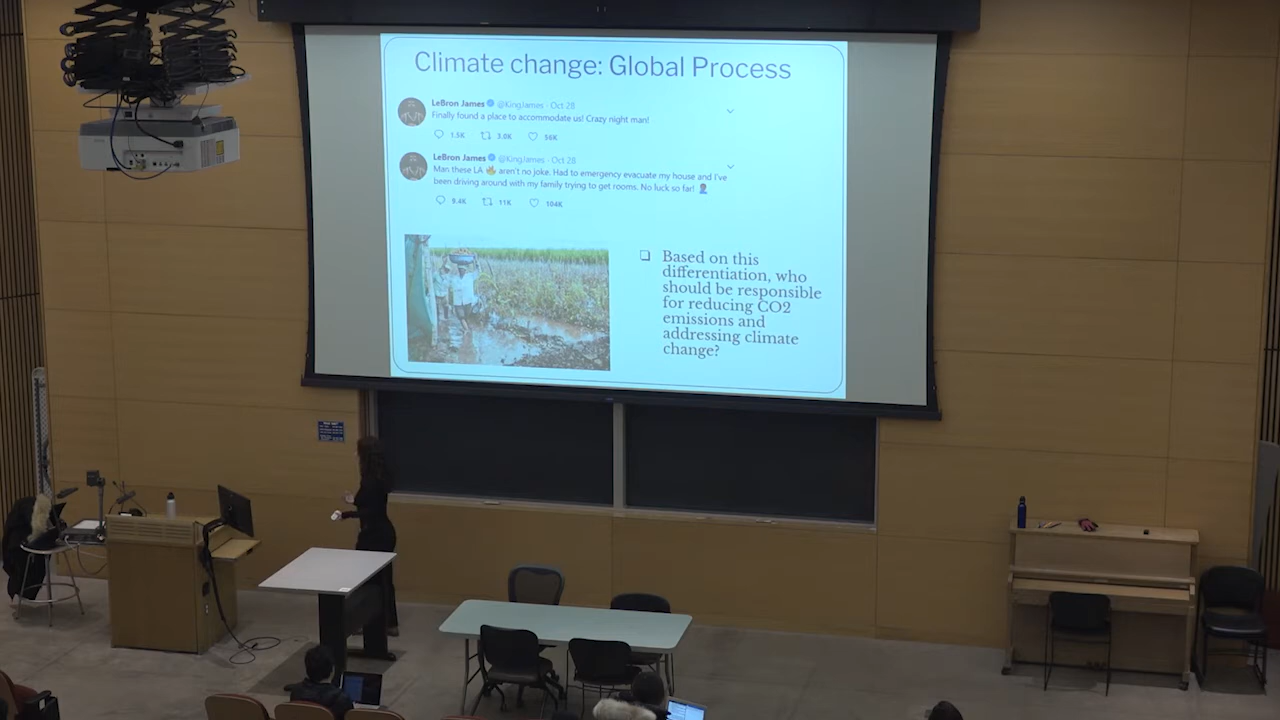 Climate change: Global Process
LeBron James @KingJames · Oct 28
Finally found a place to accommodate us! Crazy night man!
1.5K 3.0K 56K
LeBron James @KingJames · Oct 28
Man these LA 🔥 aren't no joke. Had to emergency evacuate my house and I've
been driving around with my family trying to get rooms. No luck so far!
9.4K 11K 104K
Based on this
differentiation, who
should be responsible
for reducing CO2
emissions and
addressing climate
change?